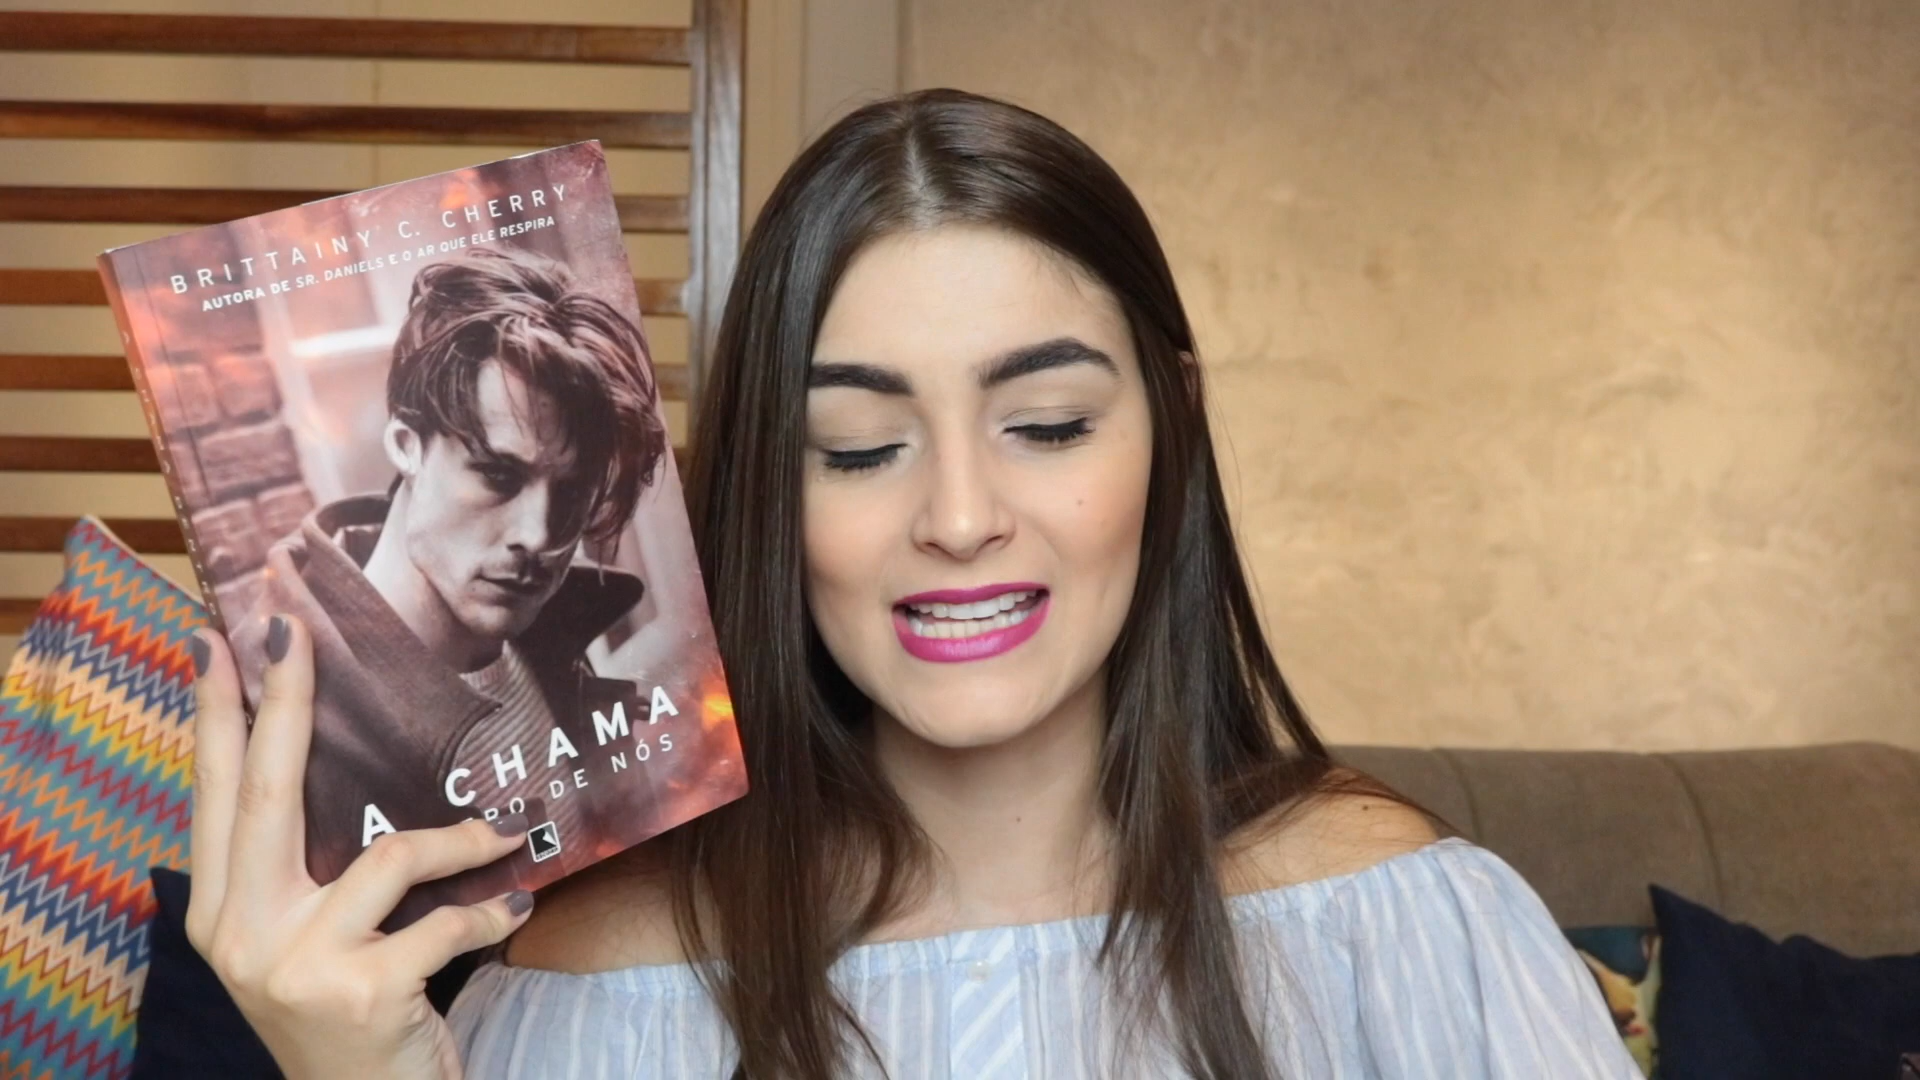 BRITTAINY C. CHERRY
AUTORA DE SR. DANIELS E O AR QUE ELE RESPIRA
A CHAMA
DE NÓS